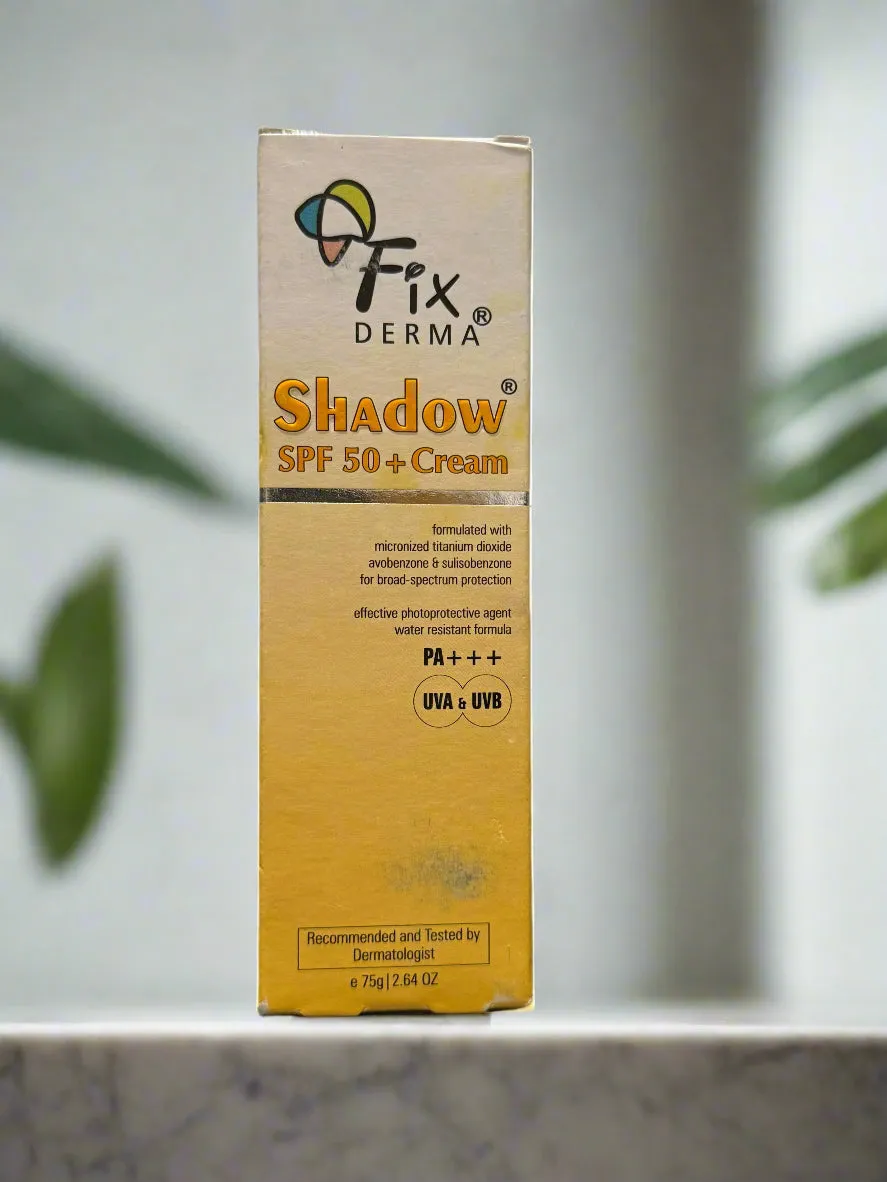 Fix
DERMA®
Shadow®
SPF 50+Cream
formulated with
micronized titanium dioxide
avobenzone & sulisobenzone
for broad-spectrum protection
effective photoprotective agent
water resistant formula
PA+++
UVA & UVB
Recommended and Tested by
Dermatologist
e 75g|2.64 OZ